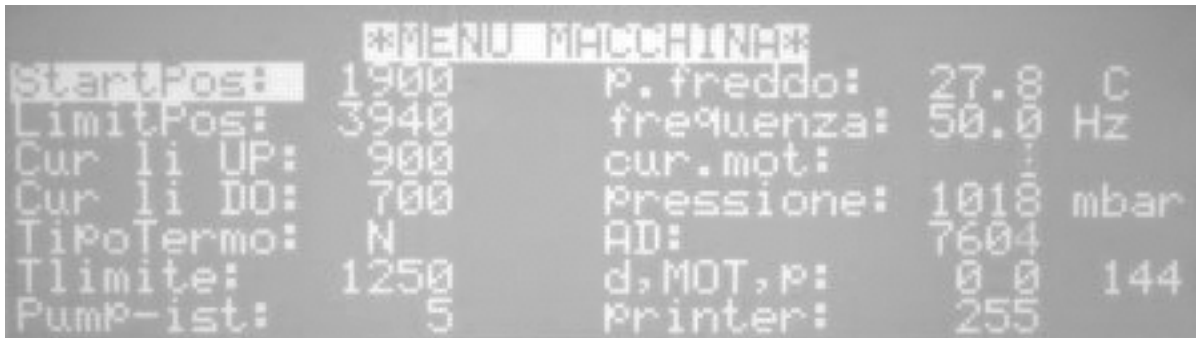 *MENU MACCHINA*
StartPos: 1900 p.freddo: 27.8 C
LimitPos: 3940 frequenza: 50.0 Hz
Cur li UP: 900 cur.mot:
Cur li DO: 700 pressione: 1018 mbar
TipoTermo: N AD: 7604
Tlimite: 1250 d,MOT,p: 0 0 144
Pump-ist: 5 printer: 255